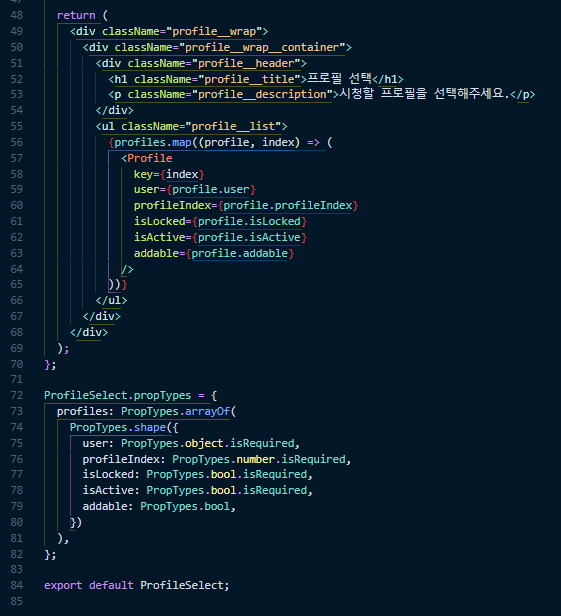 47
48 return (
49 <div className="profile__wrap">
50 <div className="profile__wrap__container">
51 <div className="profile__header">
52 <h1 className="profile__title">프로필 선택</h1>
53 <p className="profile__description">시청할 프로필을 선택해주세요.</p>
54 </div>
55 <ul className="profile__list">
56 {profiles.map((profile, index) => (
57 <Profile
58 key={index}
59 user={profile.user}
60 profileIndex={profile.profileIndex}
61 isLocked={profile.isLocked}
62 isActive={profile.isActive}
63 addable={profile.addable}
64 />
65 ))}
66 </ul>
67 </div>
68 </div>
69 );
70 };
71
72 ProfileSelect.propTypes = {
73 profiles: PropTypes.arrayOf(
74 PropTypes.shape({
75 user: PropTypes.object.isRequired,
76 profileIndex: PropTypes.number.isRequired,
77 isLocked: PropTypes.bool.isRequired,
78 isActive: PropTypes.bool.isRequired,
79 addable: PropTypes.bool,
80 })
81 ),
82 };
83
84 export default ProfileSelect;
85